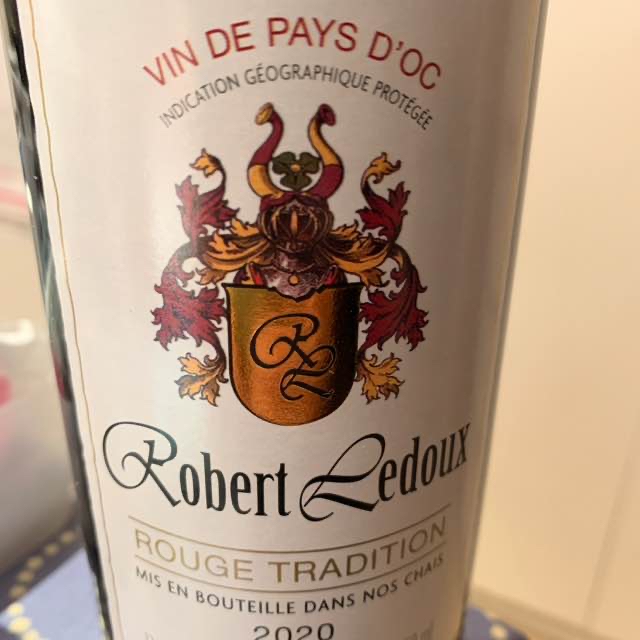 VIN DE PAYS D'OC
INDICATION GÉOGRAPHIQUE PROTÉGÉE
RL
Robert Ledoux
ROUGE TRADITION
MIS EN BOUTEILLE DANS NOS CHAIS
2020